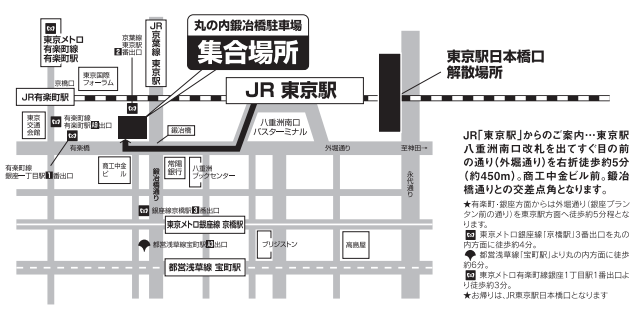 丸の内鍛冶橋駐車場
集合場所
東京メトロ
有楽町線
有楽町駅
京葉線
東京駅
2番出口
JR京葉線 東京駅
東京駅日本橋口
解散場所
京橋口
東京国際
フォーラム
JR有楽町駅
JR 東京駅
東京
交通
会館
有楽町線
有楽町駅
出口
鍛冶橋
八重洲南口
バスターミナル
有楽橋
外堀通り
至神田→
有楽町線
銀座一丁目駅1番出口
商工中金
ビル
鍛冶橋通り
常陽
銀行
八重洲
ブックセンター
永代通り
銀座線京橋駅3番出口
東京メトロ銀座線 京橋駅
都営浅草線宝町駅
出口
ブリジストン
高島屋
都営浅草線 宝町駅
JR「東京駅」からのご案内…東京駅
八重洲南口改札を出てすぐ目の前
の通り(外堀通り)を右折徒歩約5分
(約450m)。商工中金ビル前。鍛冶
橋通りとの交差点角となります。
★有楽町・銀座方面からは外堀通り(銀座プラン
タン前の通り)を東京駅方面へ徒歩約5分程とな
ります。
東京メトロ銀座線「京橋駅」3番出口を丸の
内方面に徒歩約4分。
都営浅草線「宝町駅」より丸の内方面に徒歩
約6分。
東京メトロ有楽町線銀座1丁目駅1番出口よ
り徒歩約3分。
★お帰りは、JR東京駅日本橋口となります